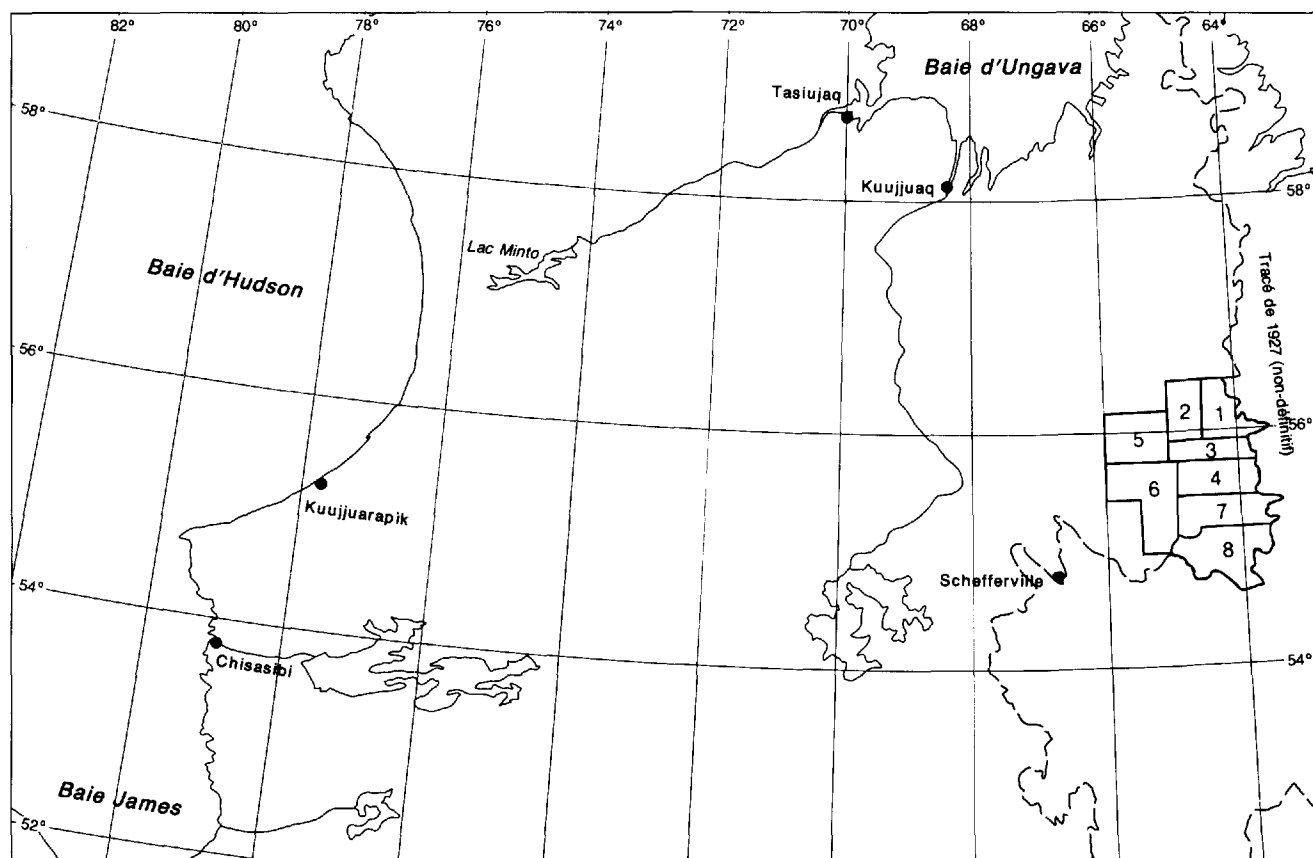 82° 80° 78° 76° 74° 72° 70° 68° 66° 64°
Baie d'Ungava
Tasiujaq
58°
Kuujjuaq
58°
Lac Minto
Baie d'Hudson
Tracé de 1927 (non-définitif)
56°
2 1
56°
5
3
6
4
Kuujjuarapik
7
8
Schefferville
54°
Chisasibi
54°
Baie James
52°